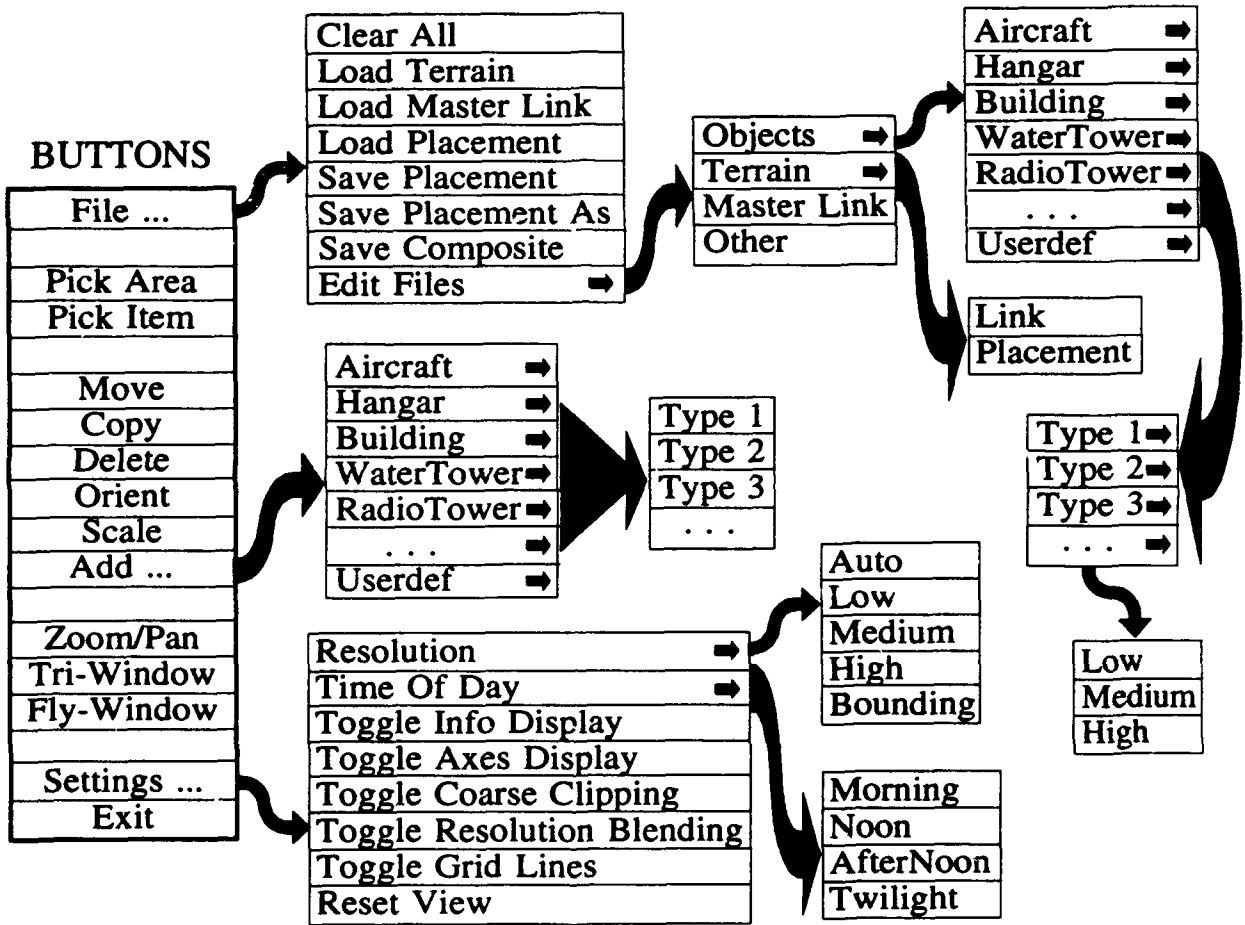 BUTTONS
File ...
Pick Area
Pick Item
Move
Copy
Delete
Orient
Scale
Add ...
Zoom/Pan
Tri-Window
Fly-Window
Settings ...
Exit
Clear All
Load Terrain
Load Master Link
Load Placement
Save Placement
Save Placement As
Save Composite
Edit Files
Objects
Terrain
Master Link
Other
Aircraft
Hangar
Building
WaterTower
RadioTower
. . .
Userdef
Link
Placement
Type 1
Type 2
Type 3
. . .
Low
Medium
High
Aircraft
Hangar
Building
WaterTower
RadioTower
. . .
Userdef
Type 1
Type 2
Type 3
. . .
Resolution
Time Of Day
Toggle Info Display
Toggle Axes Display
Toggle Coarse Clipping
Toggle Resolution Blending
Toggle Grid Lines
Reset View
Auto
Low
Medium
High
Bounding
Morning
Noon
AfterNoon
Twilight